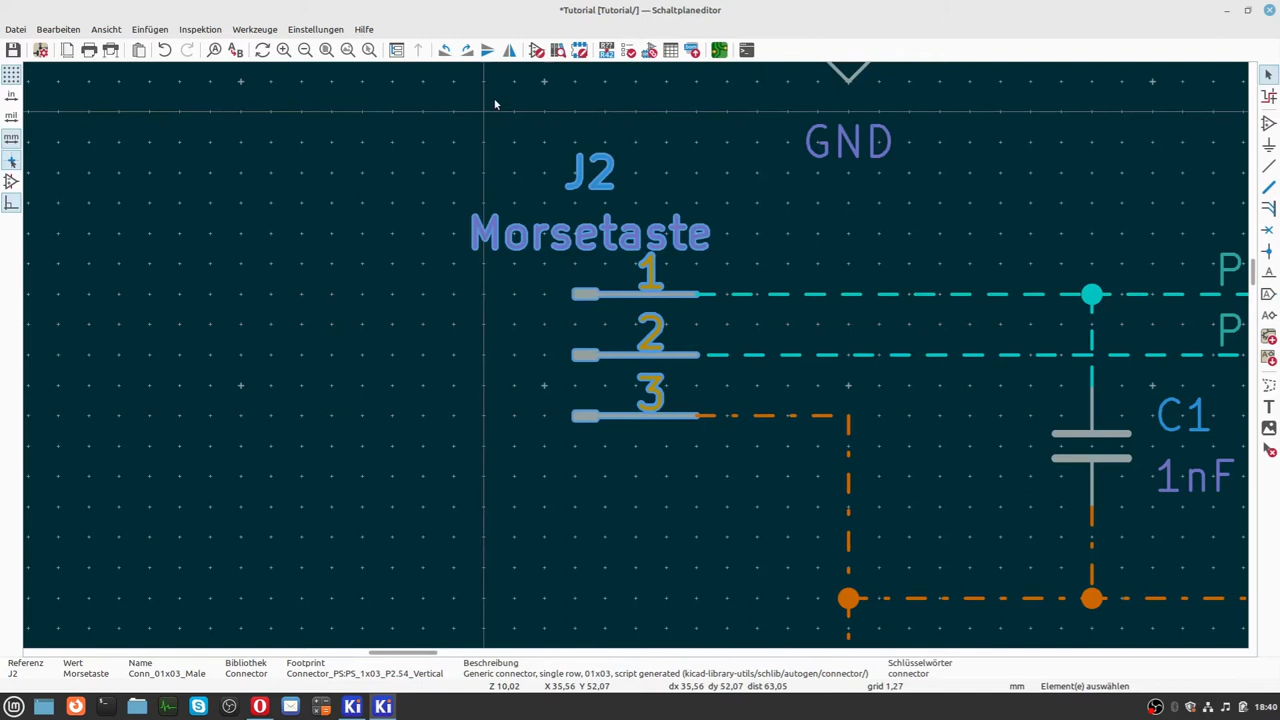 *Tutorial [Tutorial/] — Schaltplaneditor
Datei Bearbeiten Ansicht Einfügen Inspektion Werkzeuge Einstellungen Hilfe
in
mil
mm
GND
J2
Morsetaste
1
2
3
P
P
C1
1nF
Referenz Wert Name Bibliothek Footprint Beschreibung Schlüsselwörter
J2 Morsetaste Conn_01x03_Male Connector Connector_PS:PS_1x03_P2.54_Vertical Generic connector, single row, 01x03, script generated (kicad-library-utils/schlib/autogen/connector/) connector
Z 10,02 X 35,56 Y 52,07 dx 35,56 dy 52,07 dist 63,05 grid 1,27 mm Element(e) auswählen
18:40